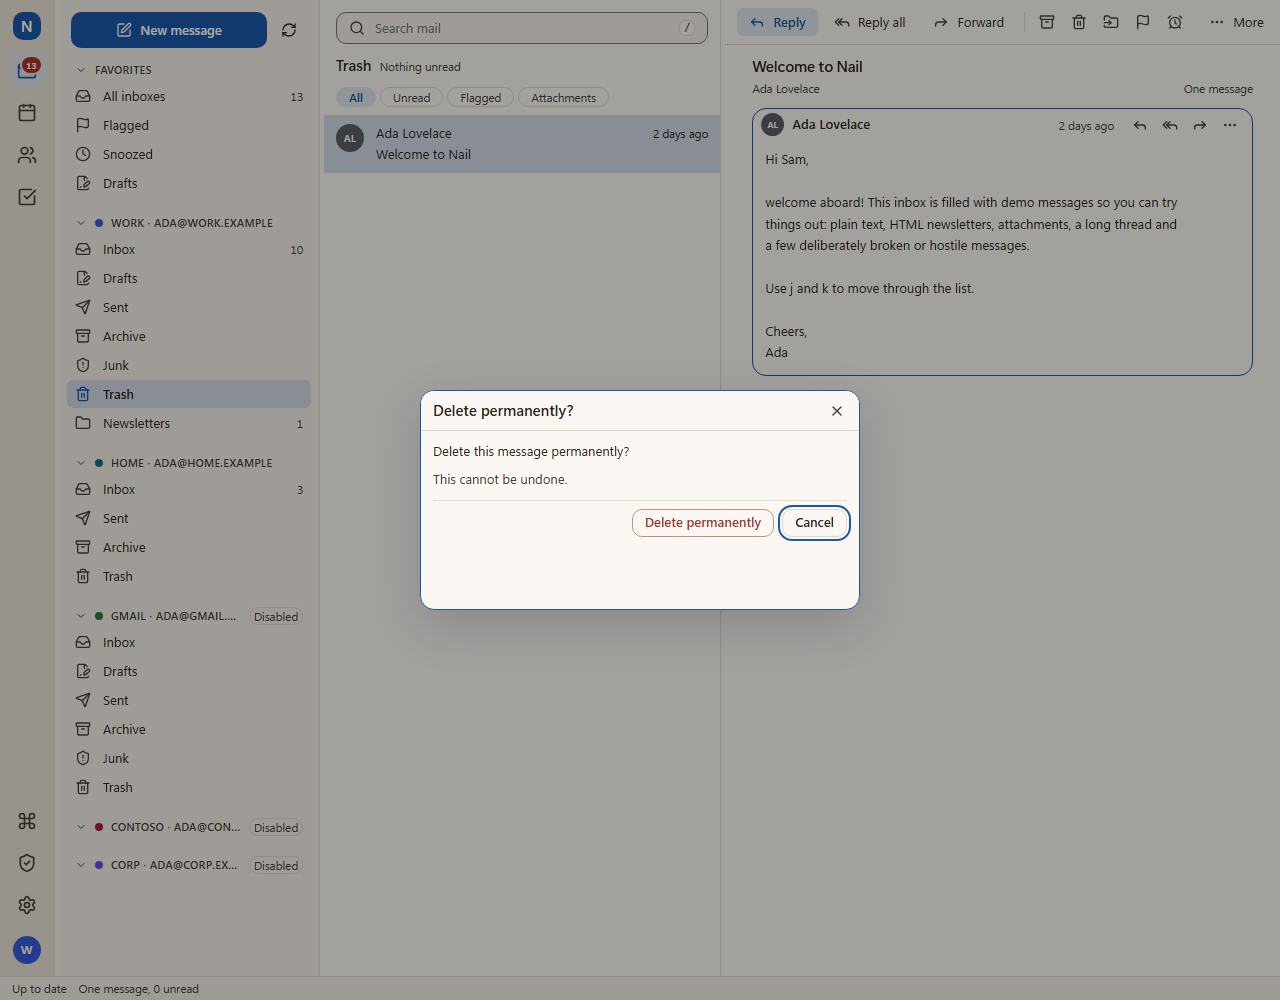 N
New message
13
FAVORITES
All inboxes 13
Flagged
Snoozed
Drafts
WORK · ADA@WORK.EXAMPLE
Inbox 10
Drafts
Sent
Archive
Junk
Trash
Newsletters 1
HOME · ADA@HOME.EXAMPLE
Inbox 3
Sent
Archive
Trash
GMAIL · ADA@GMAIL.... Disabled
Inbox
Drafts
Sent
Archive
Junk
Trash
CONTOSO · ADA@CON... Disabled
CORP · ADA@CORP.EX... Disabled
W
Search mail /
Trash Nothing unread
All Unread Flagged Attachments
AL Ada Lovelace 2 days ago
Welcome to Nail
Reply Reply all Forward More
Welcome to Nail
Ada Lovelace One message
AL Ada Lovelace 2 days ago
Hi Sam,
welcome aboard! This inbox is filled with demo messages so you can try
things out: plain text, HTML newsletters, attachments, a long thread and
a few deliberately broken or hostile messages.
Use j and k to move through the list.
Cheers,
Ada
Delete permanently?
Delete this message permanently?
This cannot be undone.
Delete permanently Cancel
Up to date One message, 0 unread